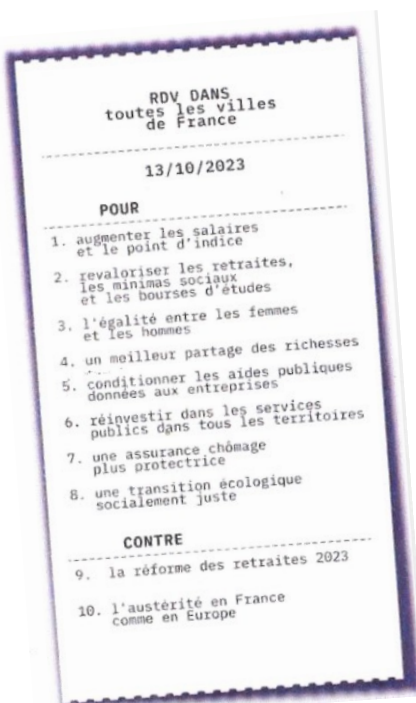 RDV DANS
toutes les villes
de France
13/10/2023
POUR
1. augmenter les salaires
et le point d'indice
2. revaloriser les retraites,
les minimas sociaux
et les bourses d'études
3. l'égalité entre les femmes
et les hommes
4. un meilleur partage des richesses
5. conditionner les aides publiques
données aux entreprises
6. réinvestir dans les services
publics dans tous les territoires
7. une assurance chômage
plus protectrice
8. une transition écologique
socialement juste
CONTRE
9. la réforme des retraites 2023
10. l'austérité en France
comme en Europe